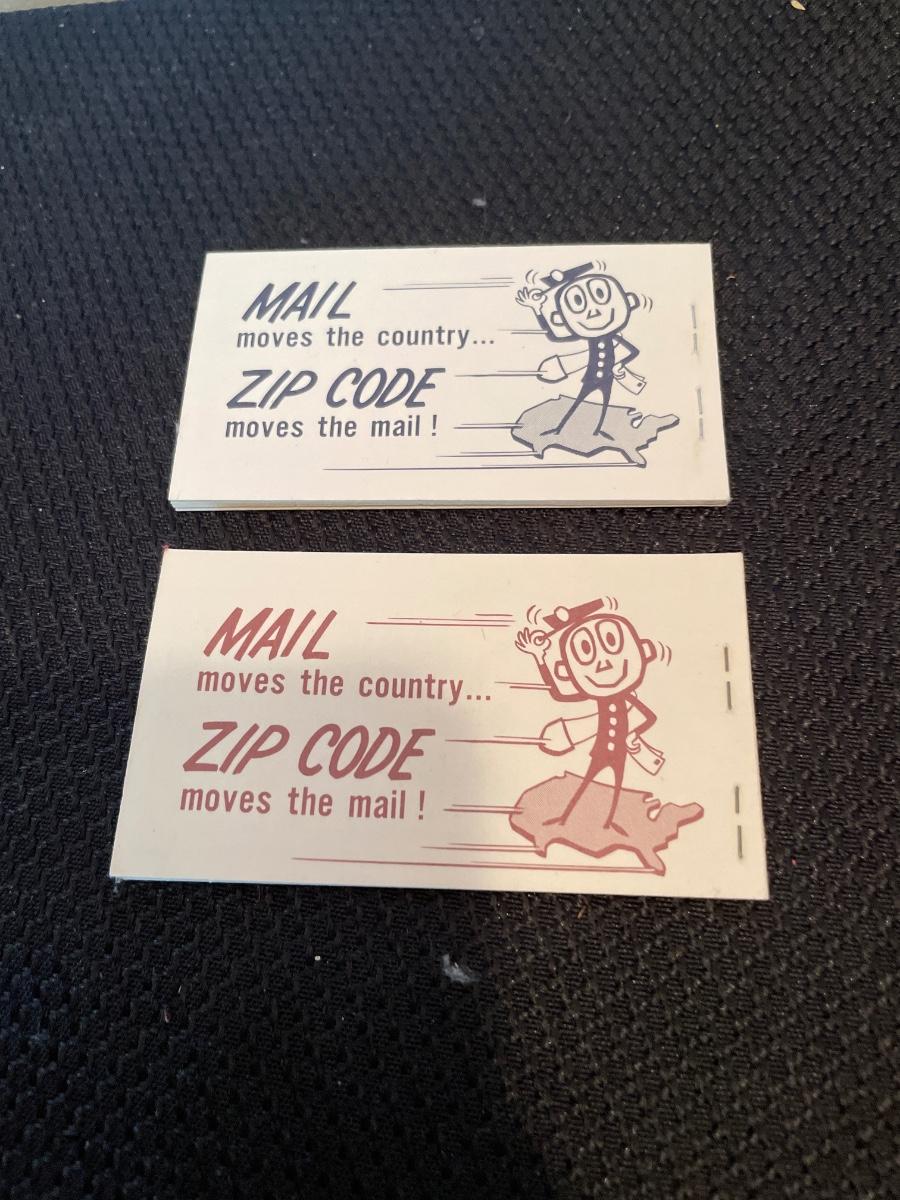 MAIL
moves the country...
ZIP CODE
moves the mail !
MAIL
moves the country...
ZIP CODE
moves the mail !